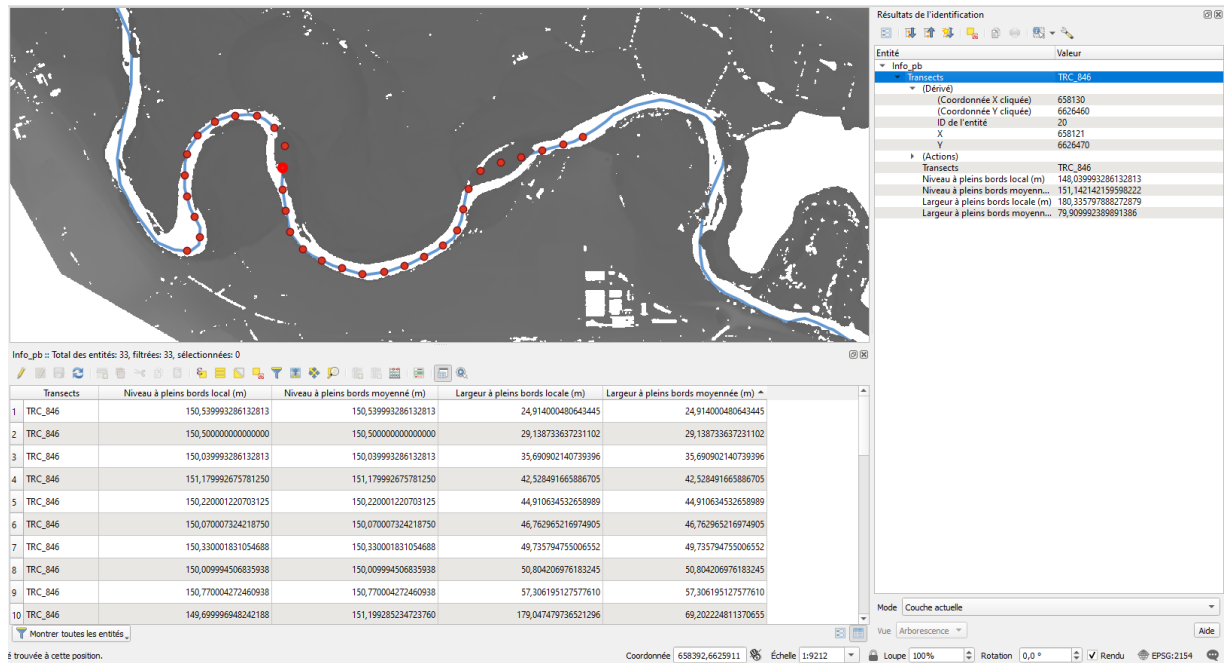 Résultats de l'identification
Entité Valeur
Info_pb
Transects TRC_846
(Dérivé)
(Coordonnée X cliquée) 658130
(Coordonnée Y cliquée) 6626460
ID de l'entité 20
X 658121
Y 6626470
(Actions)
Transects TRC_846
Niveau à pleins bords local (m) 148,039993286132813
Niveau à pleins bords moyenn... 151,142142159598222
Largeur à pleins bords locale (m) 180,335797888272879
Largeur à pleins bords moyenn... 79,909992389891386
Info_pb :: Total des entités: 33, filtrées: 33, sélectionnées: 0
Transects Niveau à pleins bords local (m) Niveau à pleins bords moyenné (m) Largeur à pleins bords locale (m) Largeur à pleins bords moyennée (m)
1 TRC_846 150,539993286132813 150,539993286132813 24,914000480643445 24,914000480643445
2 TRC_846 150,500000000000000 150,500000000000000 29,138733637231102 29,138733637231102
3 TRC_846 150,039993286132813 150,039993286132813 35,690902140739396 35,690902140739396
4 TRC_846 151,179992675781250 151,179992675781250 42,528491665886705 42,528491665886705
5 TRC_846 150,220001220703125 150,220001220703125 44,910634532658989 44,910634532658989
6 TRC_846 150,070007324218750 150,070007324218750 46,762965216974905 46,762965216974905
7 TRC_846 150,330001831054688 150,330001831054688 49,735794755006552 49,735794755006552
8 TRC_846 150,009994506835938 150,009994506835938 50,804206976183245 50,804206976183245
9 TRC_846 150,770004272460938 150,770004272460938 57,306195127577610 57,306195127577610
10 TRC_846 149,699996948242188 151,199285234723760 179,047479736521296 69,202224811370655
Montrer toutes les entités
Mode Couche actuelle
Vue Arborescence Aide
é trouvée à cette position. Coordonnée 658392,6625911 Échelle 1:9212 Loupe 100% Rotation 0,0 ° Rendu EPSG:2154